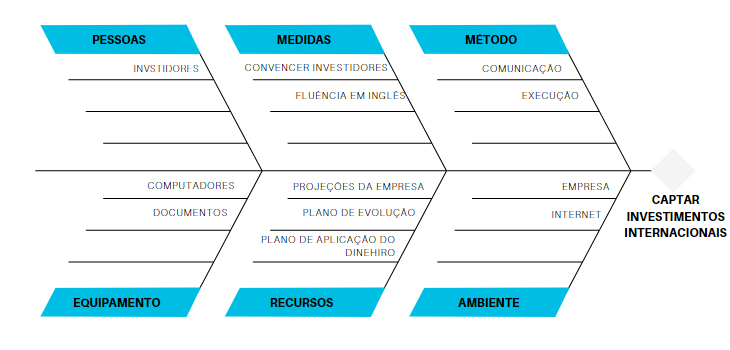 PESSOAS
MEDIDAS
MÉTODO
INVSTIDORES
CONVENCER INVESTIDORES
COMUNICAÇÃO
FLUÊNCIA EM INGLÊS
EXECUÇÃO
COMPUTADORES
PROJEÇÕES DA EMPRESA
EMPRESA
DOCUMENTOS
PLANO DE EVOLUÇÃO
INTERNET
PLANO DE APLICAÇÃO DO
DINEHIRO
CAPTAR
INVESTIMENTOS
INTERNACIONAIS
EQUIPAMENTO
RECURSOS
AMBIENTE